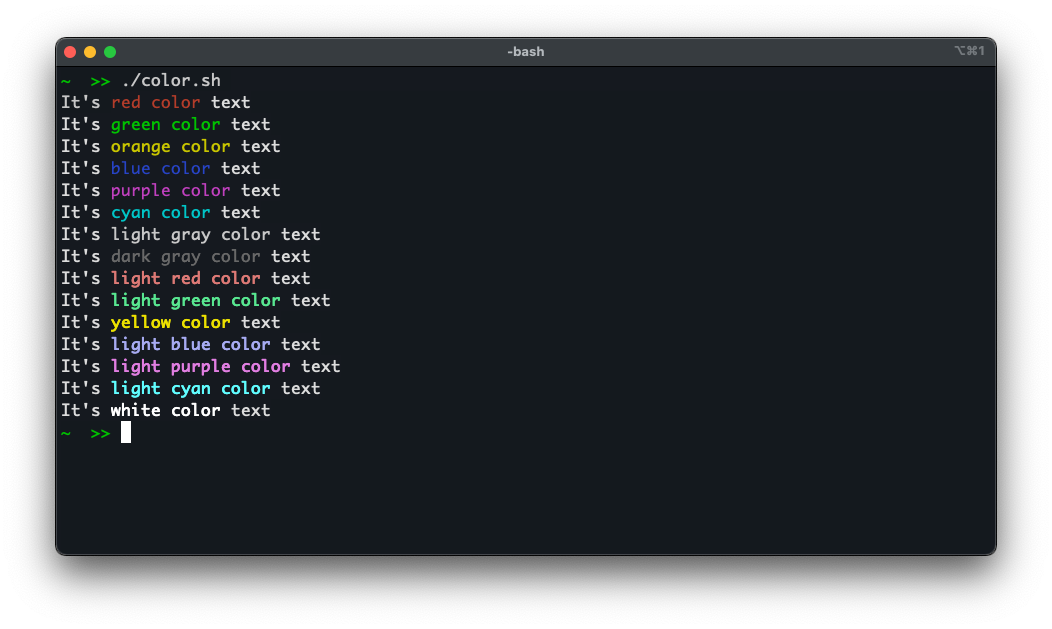 -bash
⌥⌘1
~  >> ./color.sh
It's red color text
It's green color text
It's orange color text
It's blue color text
It's purple color text
It's cyan color text
It's light gray color text
It's dark gray color text
It's light red color text
It's light green color text
It's yellow color text
It's light blue color text
It's light purple color text
It's light cyan color text
It's white color text
~  >>